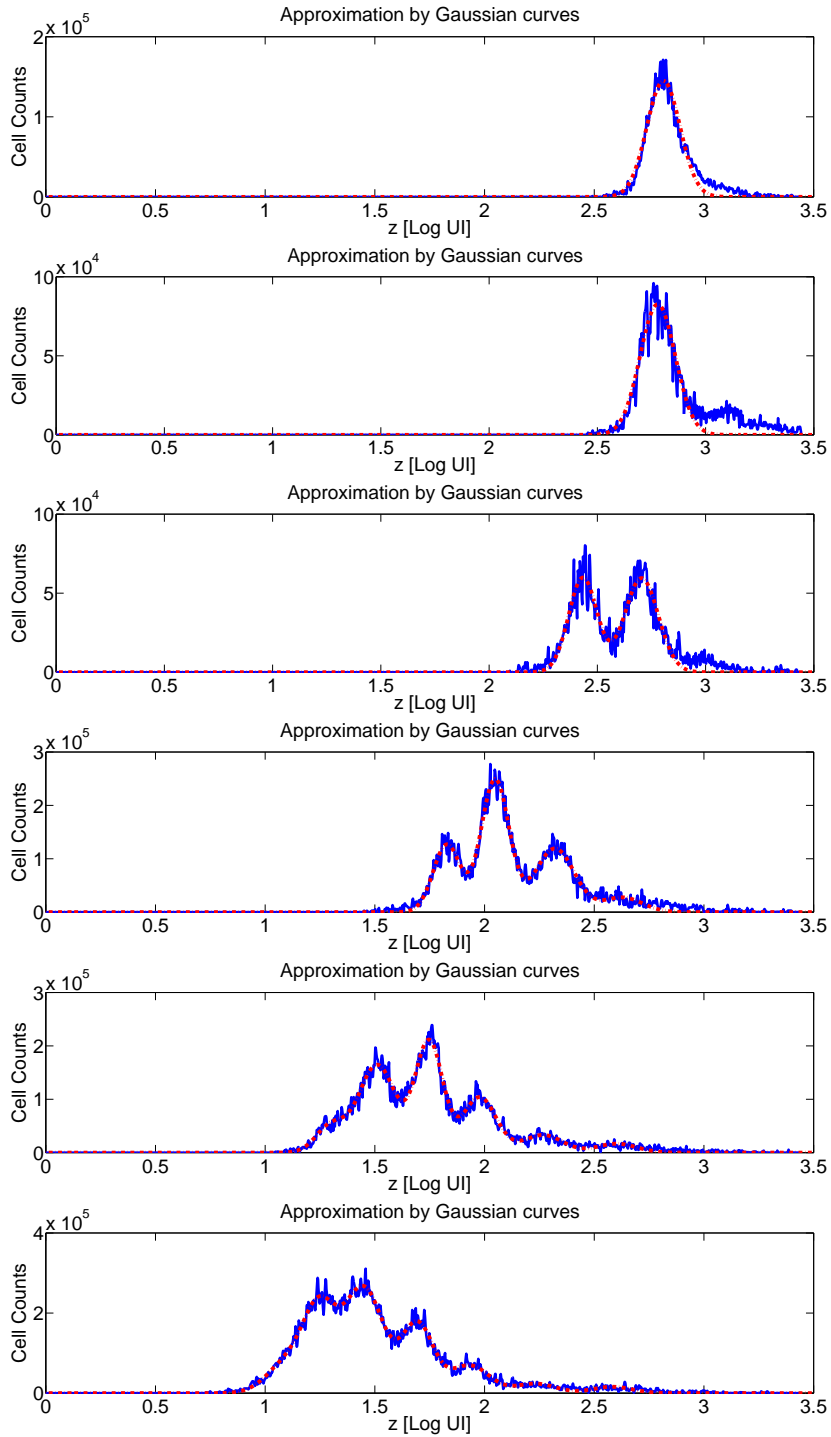 Approximation by Gaussian curves
x 10^5
2
1
0
Cell Counts
0 0.5 1 1.5 2 2.5 3 3.5
z [Log UI]
Approximation by Gaussian curves
x 10^4
10
5
0
Cell Counts
0 0.5 1 1.5 2 2.5 3 3.5
z [Log UI]
Approximation by Gaussian curves
x 10^4
10
5
0
Cell Counts
0 0.5 1 1.5 2 2.5 3 3.5
z [Log UI]
Approximation by Gaussian curves
x 10^5
3
2
1
0
Cell Counts
0 0.5 1 1.5 2 2.5 3 3.5
z [Log UI]
Approximation by Gaussian curves
x 10^5
3
2
1
0
Cell Counts
0 0.5 1 1.5 2 2.5 3 3.5
z [Log UI]
Approximation by Gaussian curves
x 10^5
4
2
0
Cell Counts
0 0.5 1 1.5 2 2.5 3 3.5
z [Log UI]